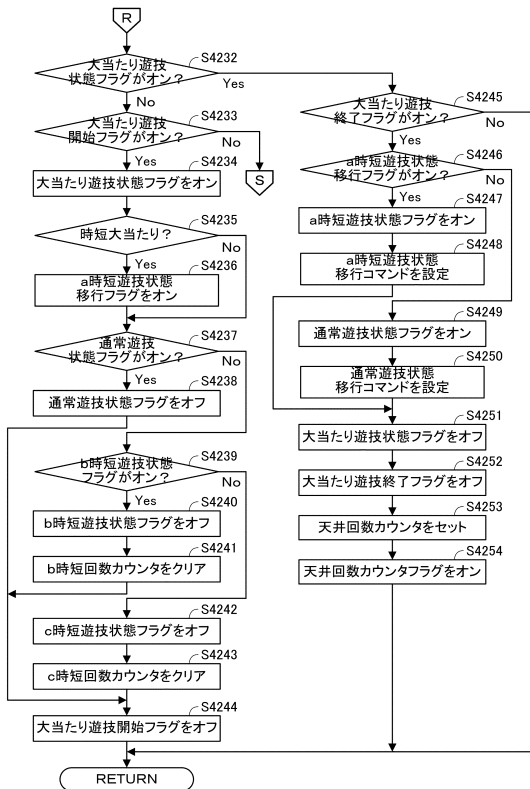 R
S4232
大当たり遊技
状態フラグがオン？
Yes
No
S4233
大当たり遊技
開始フラグがオン？
No
Yes
S4234
S
大当たり遊技状態フラグをオン
S4235
時短大当たり？
No
Yes
S4236
a時短遊技状態
移行フラグをオン
S4237
通常遊技
状態フラグがオン？
No
Yes
S4238
通常遊技状態フラグをオフ
S4239
b時短遊技状態
フラグがオン？
No
Yes
S4240
b時短遊技状態フラグをオフ
S4241
b時短回数カウンタをクリア
S4242
c時短遊技状態フラグをオフ
S4243
c時短回数カウンタをクリア
S4244
大当たり遊技開始フラグをオフ
RETURN
S4245
大当たり遊技
終了フラグがオン？
No
Yes
S4246
a時短遊技状態
移行フラグがオン？
No
Yes
S4247
a時短遊技状態フラグをオン
S4248
a時短遊技状態
移行コマンドを設定
S4249
通常遊技状態フラグをオン
S4250
通常遊技状態
移行コマンドを設定
S4251
大当たり遊技状態フラグをオフ
S4252
大当たり遊技終了フラグをオフ
S4253
天井回数カウンタをセット
S4254
天井回数カウンタフラグをオン